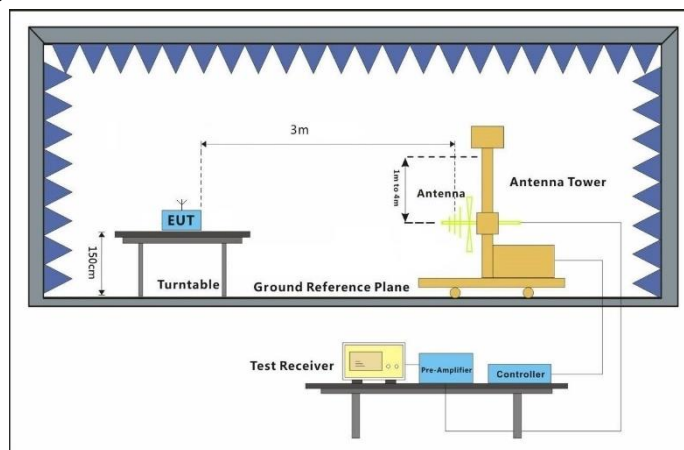 3m
1m to 4m
Antenna
Antenna Tower
EUT
150cm
Turntable
Ground Reference Plane
Test Receiver
Pre-Amplifier
Controller